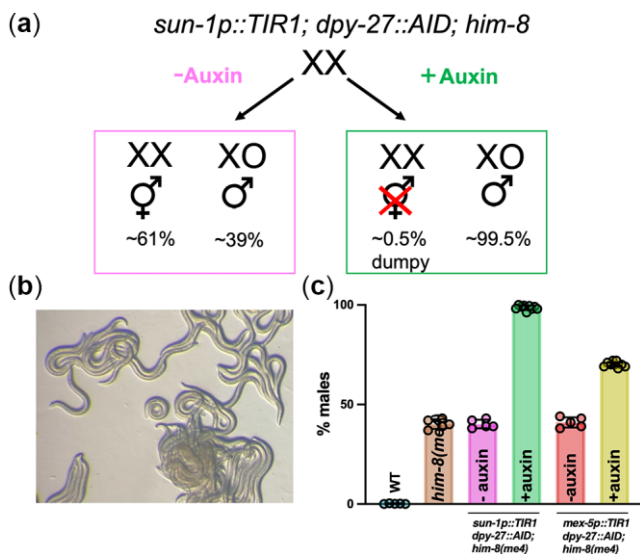 (a)
sun-1p::TIR1; dpy-27::AID; him-8
-Auxin
XX
+Auxin
XX XO
~61% ~39%
XX XO
~0.5% ~99.5%
dumpy
(b)
(c)
% males
100
50
0
WT
him-8(me
- auxin
+auxin
-auxin
+auxin
sun-1p::TIR1
dpy-27::AID;
him-8(me4)
mex-5p::TIR1
dpy-27::AID;
him-8(me4)